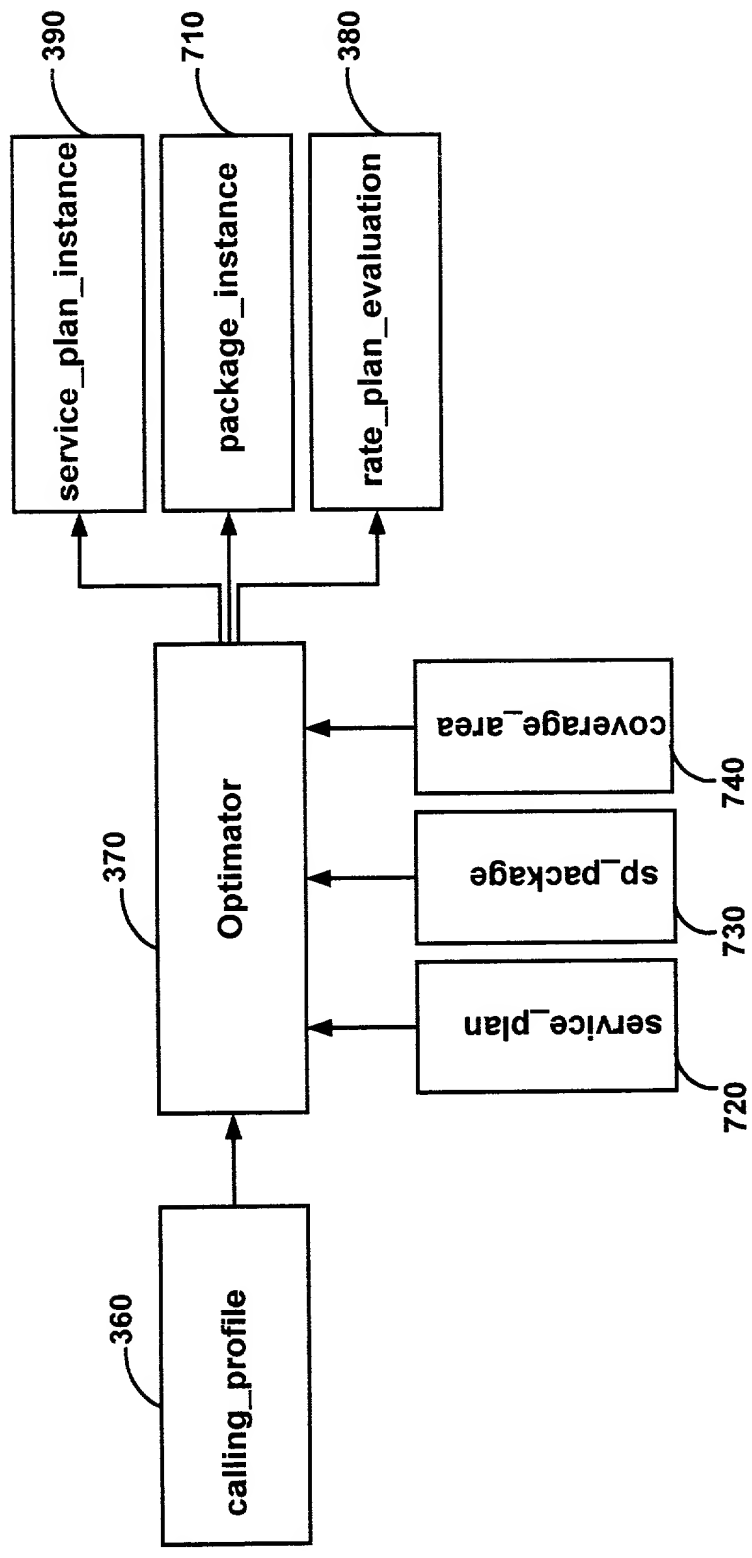 360
calling_profile
370
Optimator
720
service_plan
730
sp_package
740
coverage_area
390
service_plan_instance
710
package_instance
380
rate_plan_evaluation